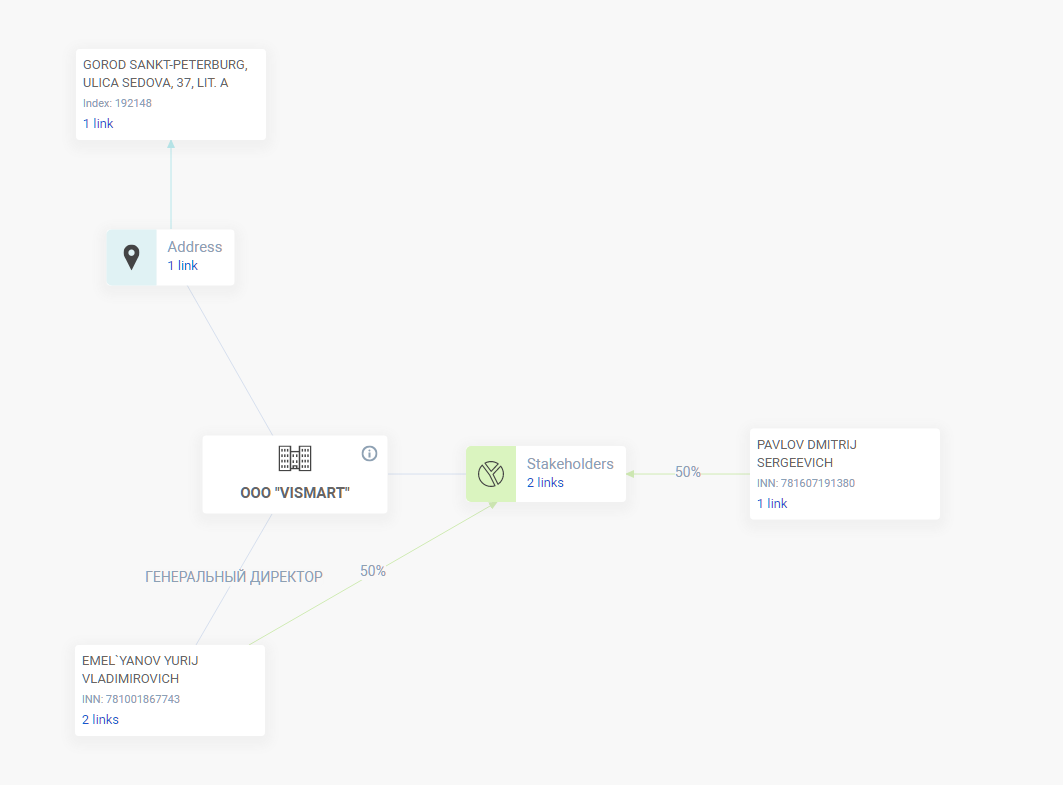 GOROD SANKT-PETERBURG,
ULICA SEDOVA, 37, LIT. A
Index: 192148
1 link
Address
1 link
OOO "VISMART"
Stakeholders
2 links
50%
PAVLOV DMITRIJ
SERGEEVICH
INN: 781607191380
1 link
ГЕНЕРАЛЬНЫЙ ДИРЕКТОР
50%
EMEL`YANOV YURIJ
VLADIMIROVICH
INN: 781001867743
2 links